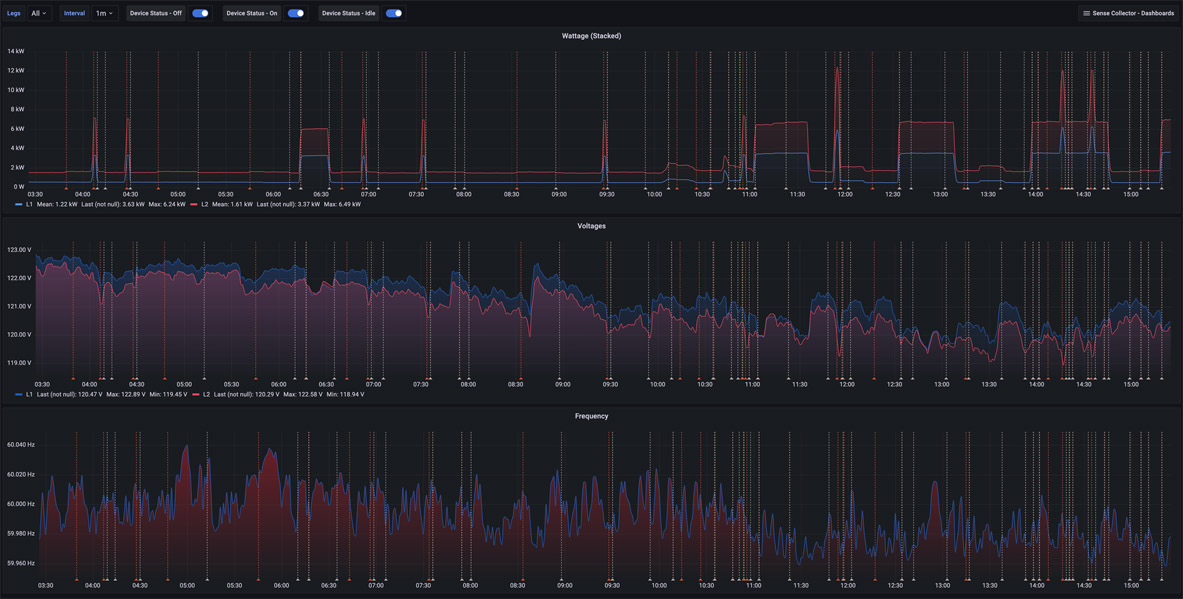 Legs All Interval 1m Device Status - Off Device Status - On Device Status - Idle Sense Collector - Dashboards
Wattage (Stacked)
14 kW
12 kW
10 kW
8 kW
6 kW
4 kW
2 kW
0 W
03:30 04:00 04:30 05:00 05:30 06:00 06:30 07:00 07:30 08:00 08:30 09:00 09:30 10:00 10:30 11:00 11:30 12:00 12:30 13:00 13:30 14:00 14:30 15:00
L1 Mean: 1.22 kW Last (not null): 3.63 kW Max: 6.24 kW L2 Mean: 1.61 kW Last (not null): 3.37 kW Max: 6.49 kW
Voltages
123.00 V
122.00 V
121.00 V
120.00 V
119.00 V
03:30 04:00 04:30 05:00 05:30 06:00 06:30 07:00 07:30 08:00 08:30 09:00 09:30 10:00 10:30 11:00 11:30 12:00 12:30 13:00 13:30 14:00 14:30 15:00
L1 Last (not null): 120.47 V Max: 122.89 V Min: 119.45 V L2 Last (not null): 120.29 V Max: 122.58 V Min: 118.94 V
Frequency
60.040 Hz
60.020 Hz
60.000 Hz
59.980 Hz
59.960 Hz
03:30 04:00 04:30 05:00 05:30 06:00 06:30 07:00 07:30 08:00 08:30 09:00 09:30 10:00 10:30 11:00 11:30 12:00 12:30 13:00 13:30 14:00 14:30 15:00